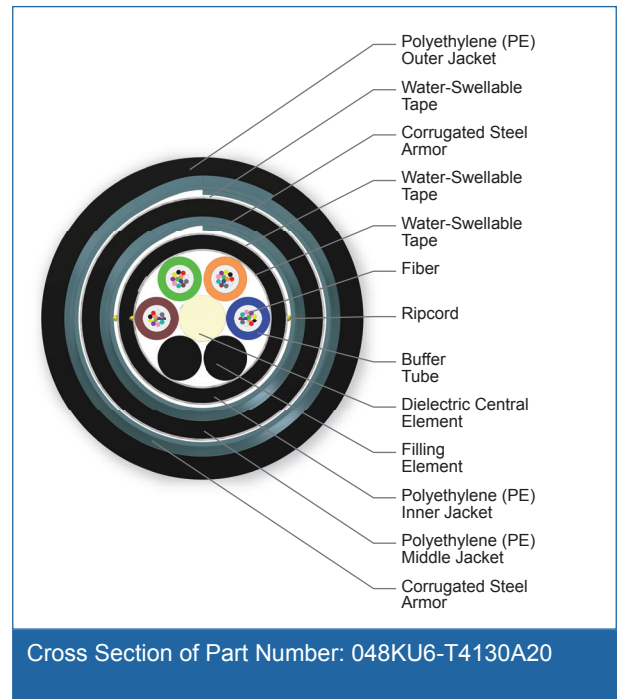 Polyethylene (PE)
Outer Jacket
Water-Swellable
Tape
Corrugated Steel
Armor
Water-Swellable
Tape
Water-Swellable
Tape
Fiber
Ripcord
Buffer
Tube
Dielectric Central
Element
Filling
Element
Polyethylene (PE)
Inner Jacket
Polyethylene (PE)
Middle Jacket
Corrugated Steel
Armor
Cross Section of Part Number: 048KU6-T4130A20